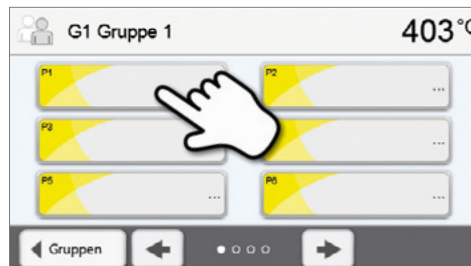 G1 Gruppe 1 403°C
P1 P2 ...
P3 ...
P5 ... P6 ...
Gruppen